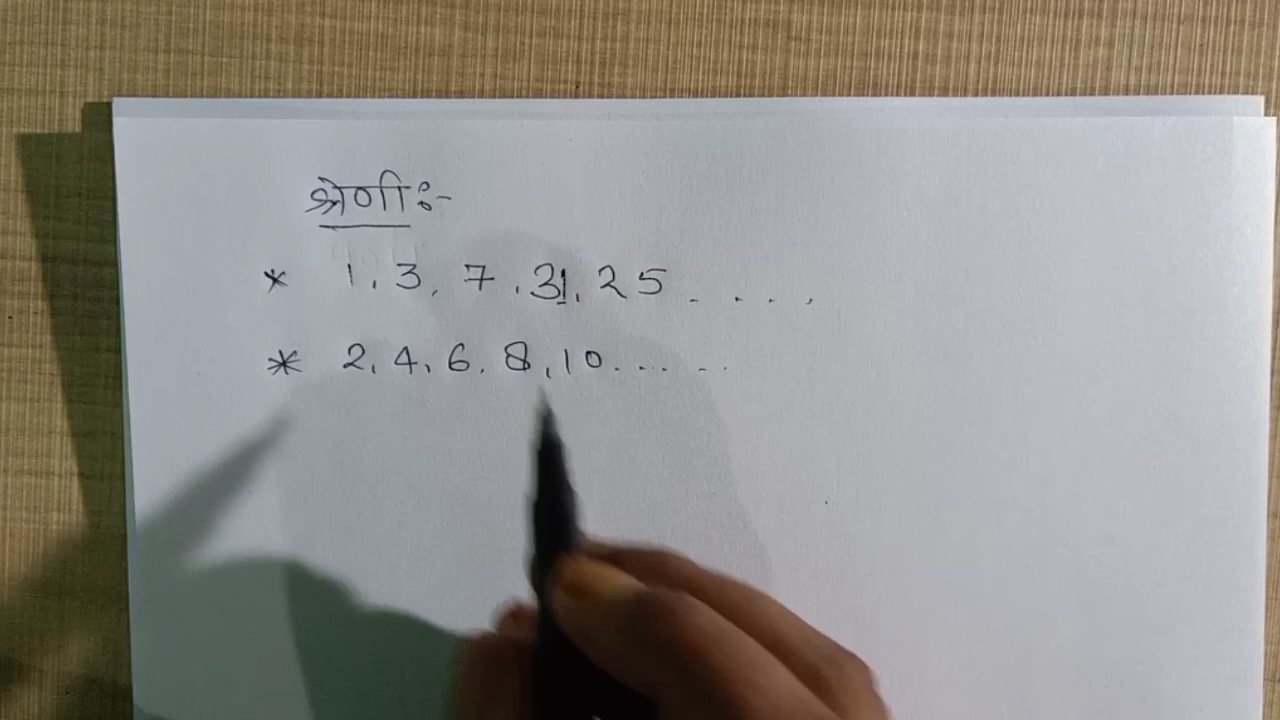 श्रेणी:-
* 1, 3, 7, 31, 25 . . . .
* 2, 4, 6, 8, 10 . . . . .